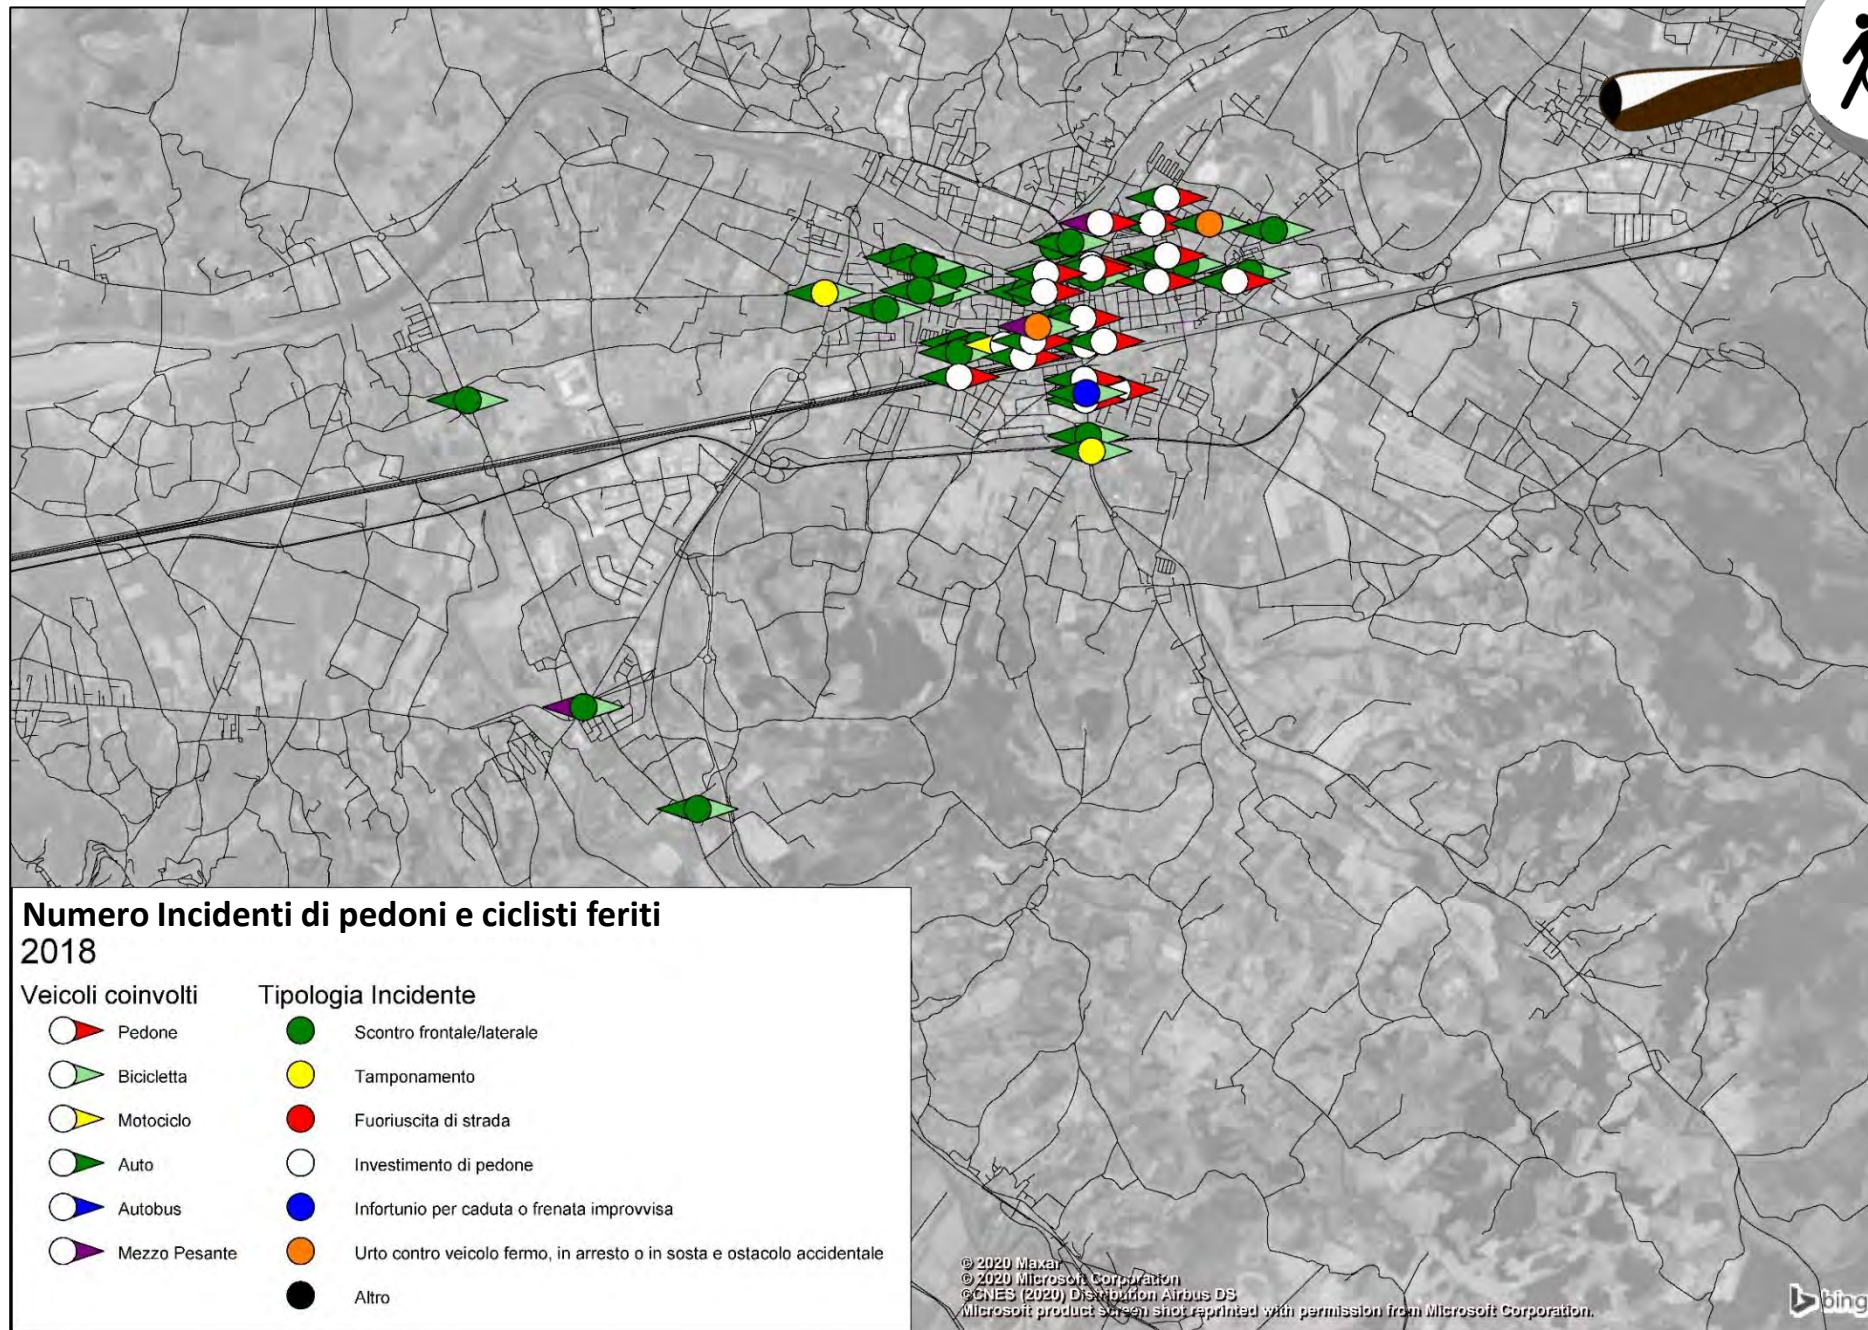 Numero Incidenti di pedoni e ciclisti feriti
2018
Veicoli coinvolti
Pedone
Bicicletta
Motociclo
Auto
Autobus
Mezzo Pesante
Tipologia Incidente
Scontro frontale/laterale
Tamponamento
Fuoriuscita di strada
Investimento di pedone
Infortunio per caduta o frenata improvvisa
Urto contro veicolo fermo, in arresto o in sosta e ostacolo accidentale
Altro
© 2020 Maxar
© 2020 Microsoft Corporation
©CNES (2020) Distribution Airbus DS
Microsoft product screen shot reprinted with permission from Microsoft Corporation.
bing